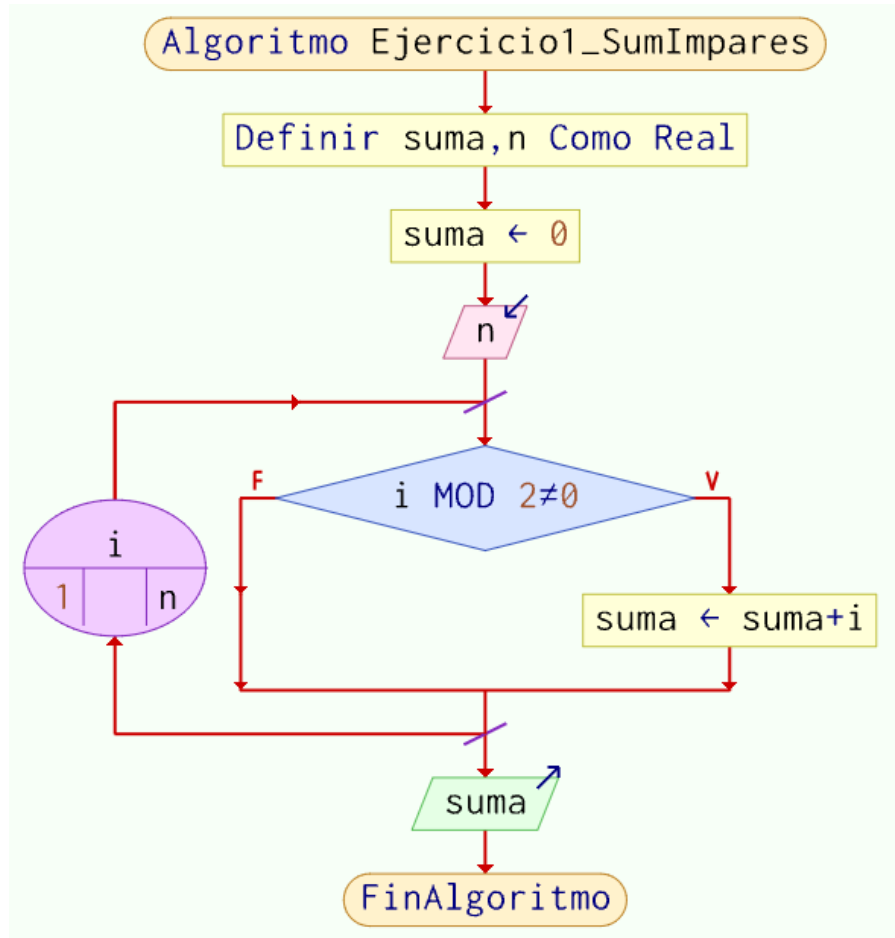 Algoritmo Ejercicio1_SumImpares
Definir suma,n Como Real
suma ← 0
n
F
i MOD 2≠0
V
i
1
n
suma ← suma+i
suma
FinAlgoritmo